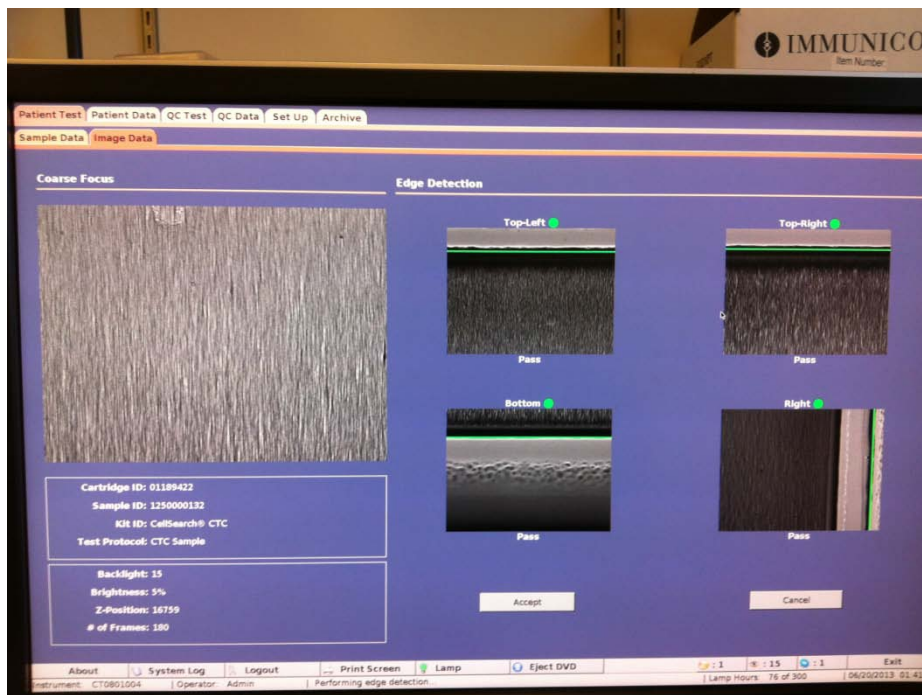 IMMUNICO
Item Number
Patient Test Patient Data QC Test QC Data Set Up Archive
Sample Data Image Data
Coarse Focus
Edge Detection
Top-Left
Top-Right
Pass
Pass
Bottom
Right
Pass
Pass
Cartridge ID: 01189422
Sample ID: 1250000132
Kit ID: CellSearch® CTC
Test Protocol: CTC Sample
Backlight: 15
Brightness: 5%
Z-Position: 16759
# of Frames: 180
Accept
Cancel
About System Log Logout Print Screen Lamp Eject DVD : 1 : 15 : 1 Exit
Instrument: CT0801004 Operator: Admin Performing edge detection... Lamp Hours: 76 of 300 06/20/2013